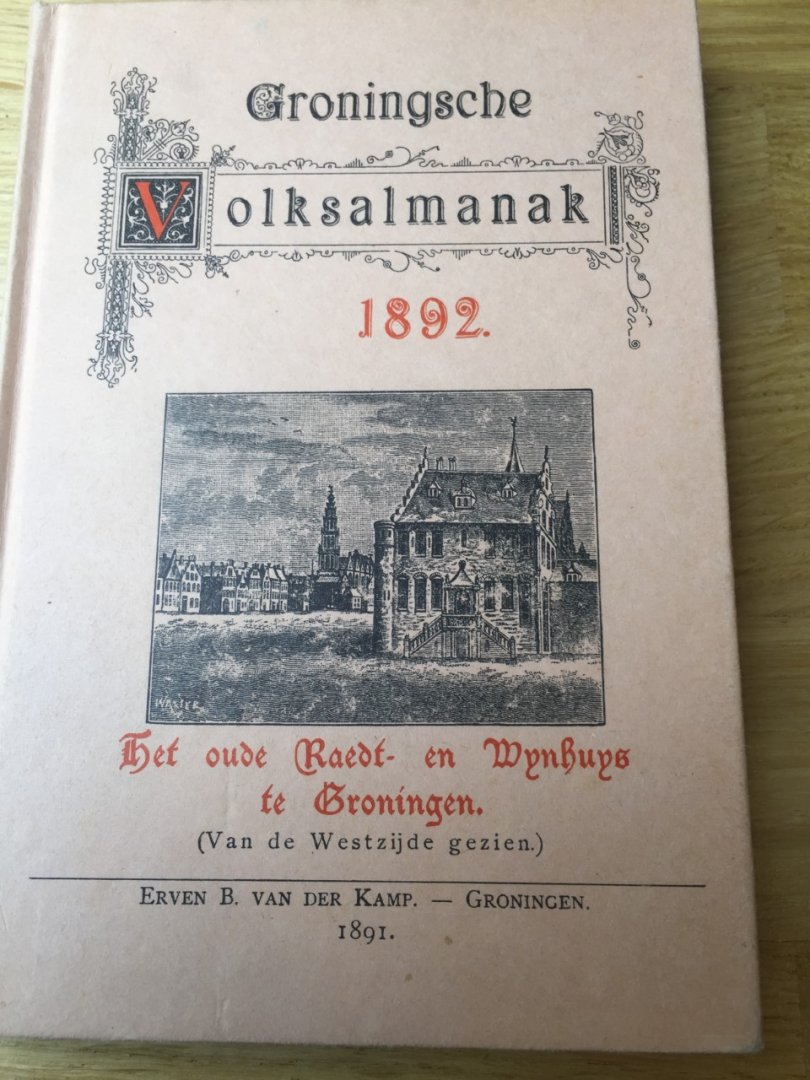 Groningsche
Volksalmanak
1892.
Het oude Raedt- en Wynhuys
te Groningen.
(Van de Westzijde gezien.)
ERVEN B. VAN DER KAMP. — GRONINGEN.
1891.